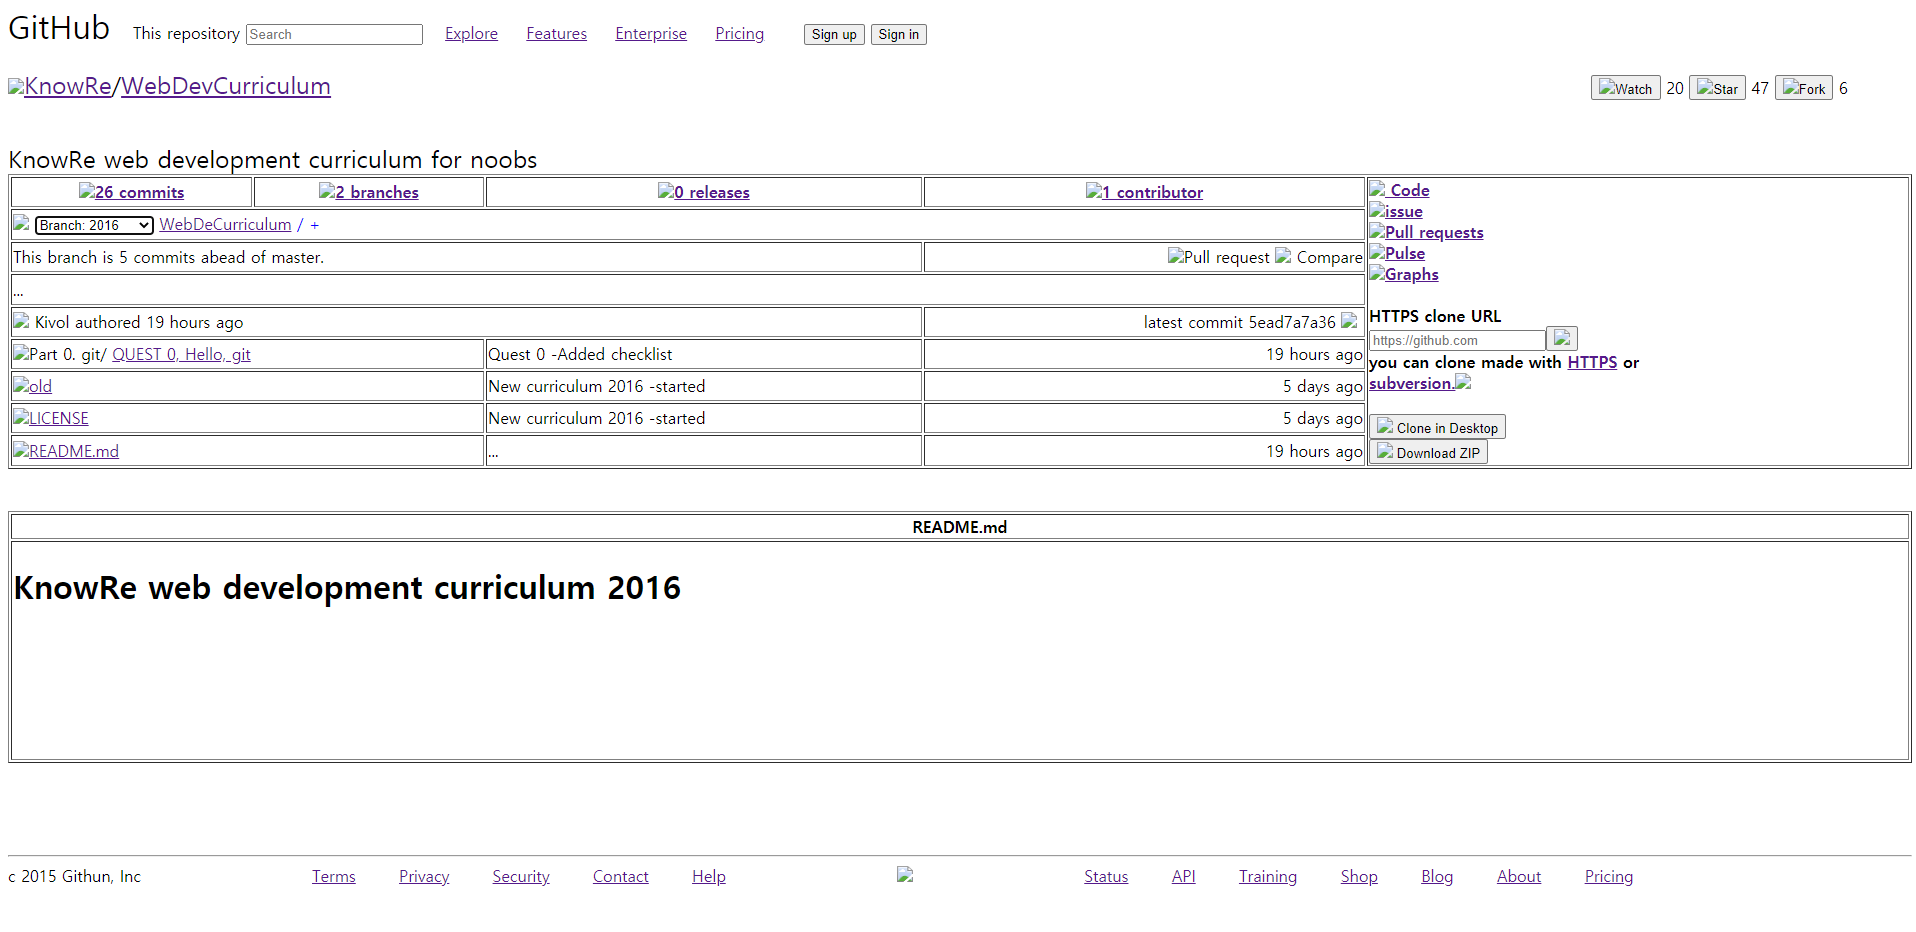 GitHub This repository Search Explore Features Enterprise Pricing Sign up Sign in
KnowRe/WebDevCurriculum Watch 20 Star 47 Fork 6
KnowRe web development curriculum for noobs
26 commits 2 branches 0 releases 1 contributor
Branch: 2016 WebDeCurriculum / +
This branch is 5 commits abead of master. Pull request Compare
...
Kivol authored 19 hours ago latest commit 5ead7a7a36
Part 0. git/ QUEST 0, Hello, git Quest 0 -Added checklist 19 hours ago
old New curriculum 2016 -started 5 days ago
LICENSE New curriculum 2016 -started 5 days ago
README.md ... 19 hours ago
Code
issue
Pull requests
Pulse
Graphs
HTTPS clone URL
https://github.com
you can clone made with HTTPS or
subversion.
Clone in Desktop
Download ZIP
README.md
KnowRe web development curriculum 2016
c 2015 Githun, Inc Terms Privacy Security Contact Help Status API Training Shop Blog About Pricing